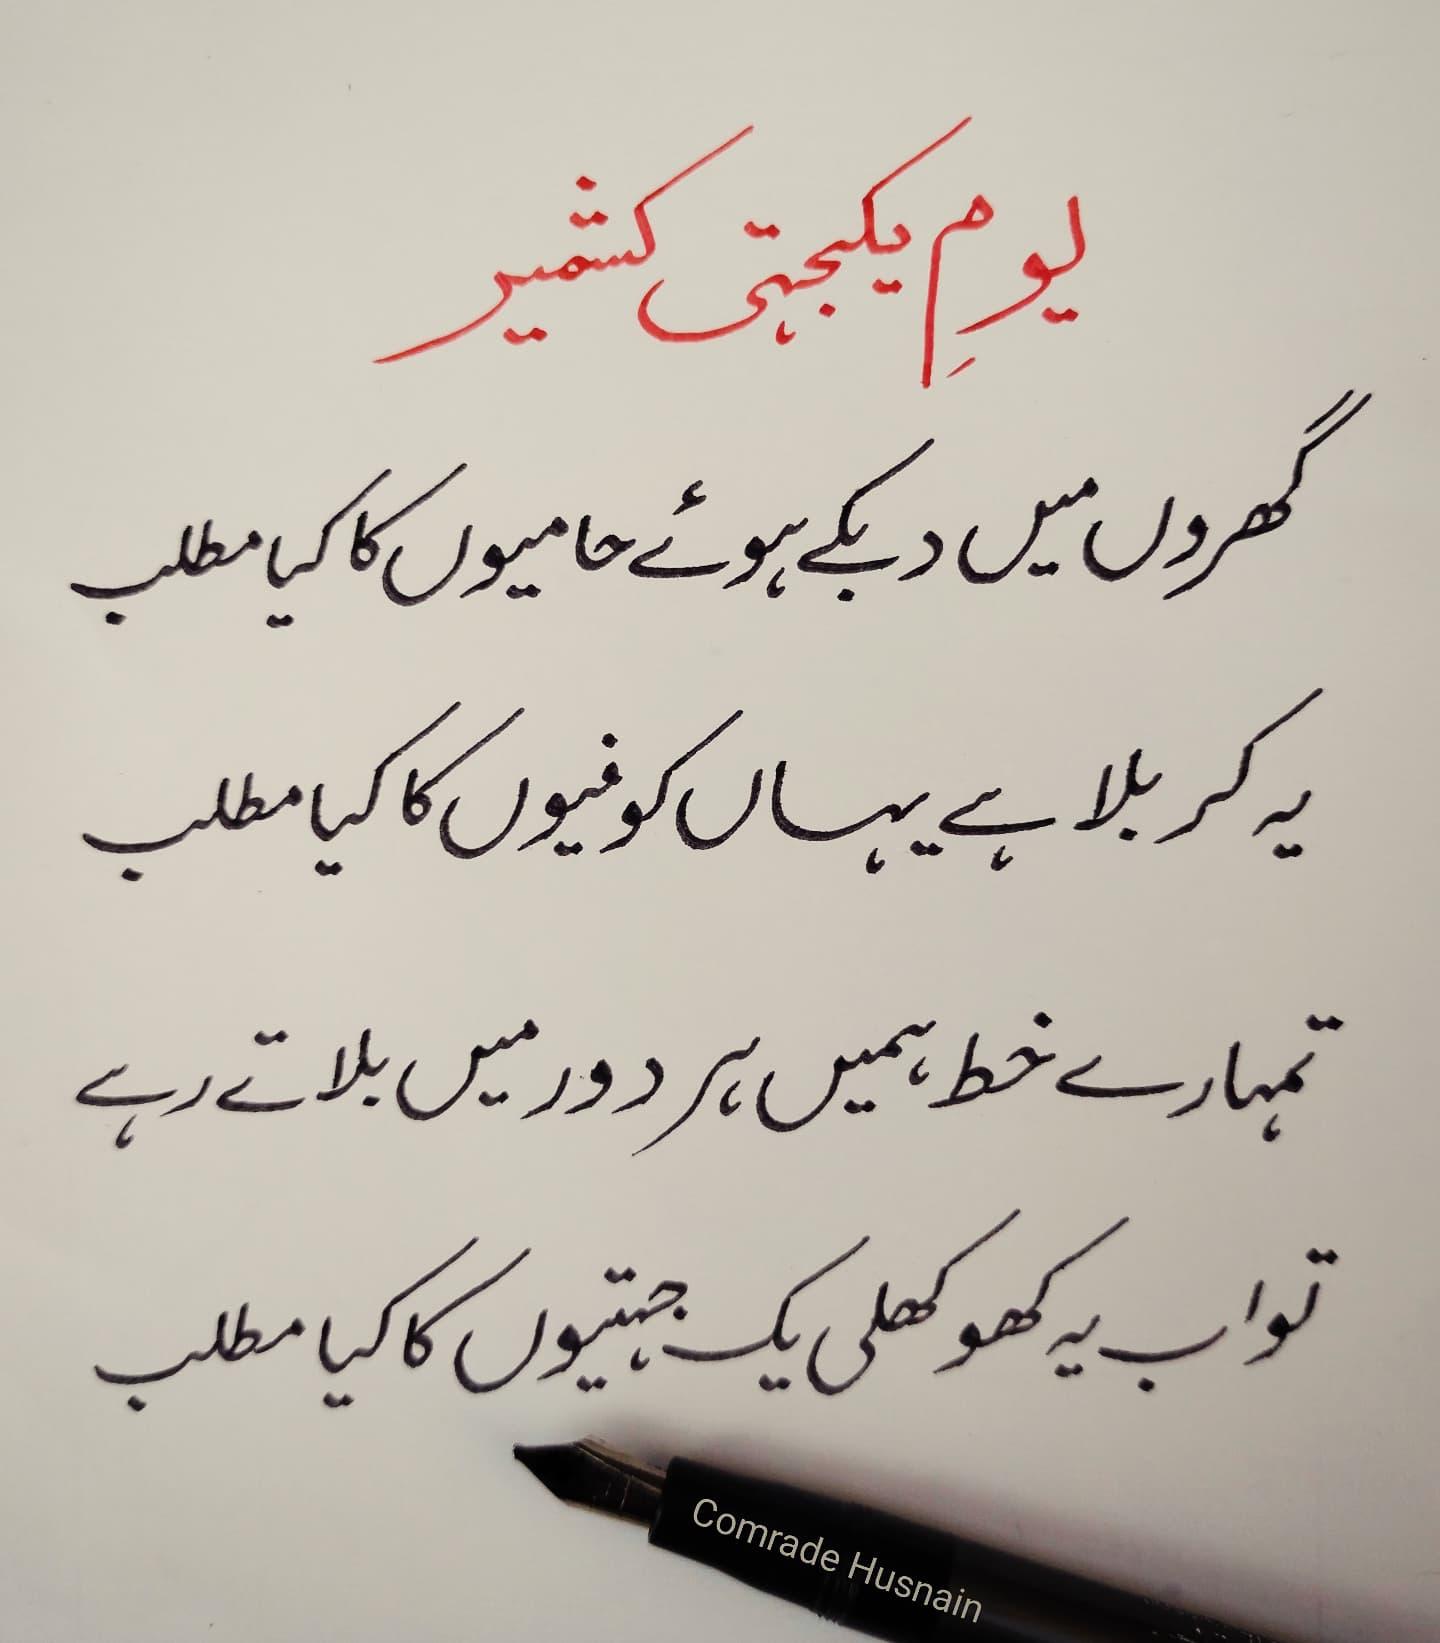 یومِ یکجہتی کشمیر
گھروں میں دبکے ہوئے حامیوں کا کیا مطلب
یہ کربلا ہے یہاں کوفیوں کا کیا مطلب
تمہارے خط ہمیں ہر دور میں بلاتے رہے
تو اب یہ کھوکھلی یک جہتیوں کا کیا مطلب
Comrade Husnain